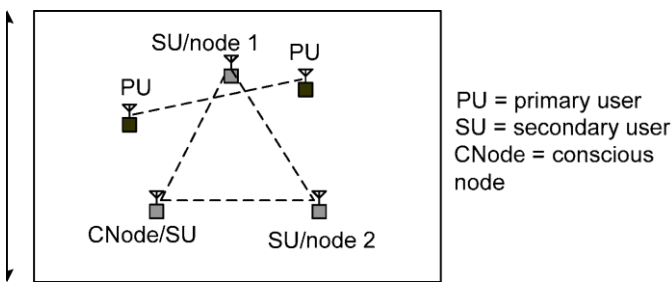 SU/node 1
PU
PU
CNode/SU
SU/node 2
PU = primary user
SU = secondary user
CNode = conscious
node